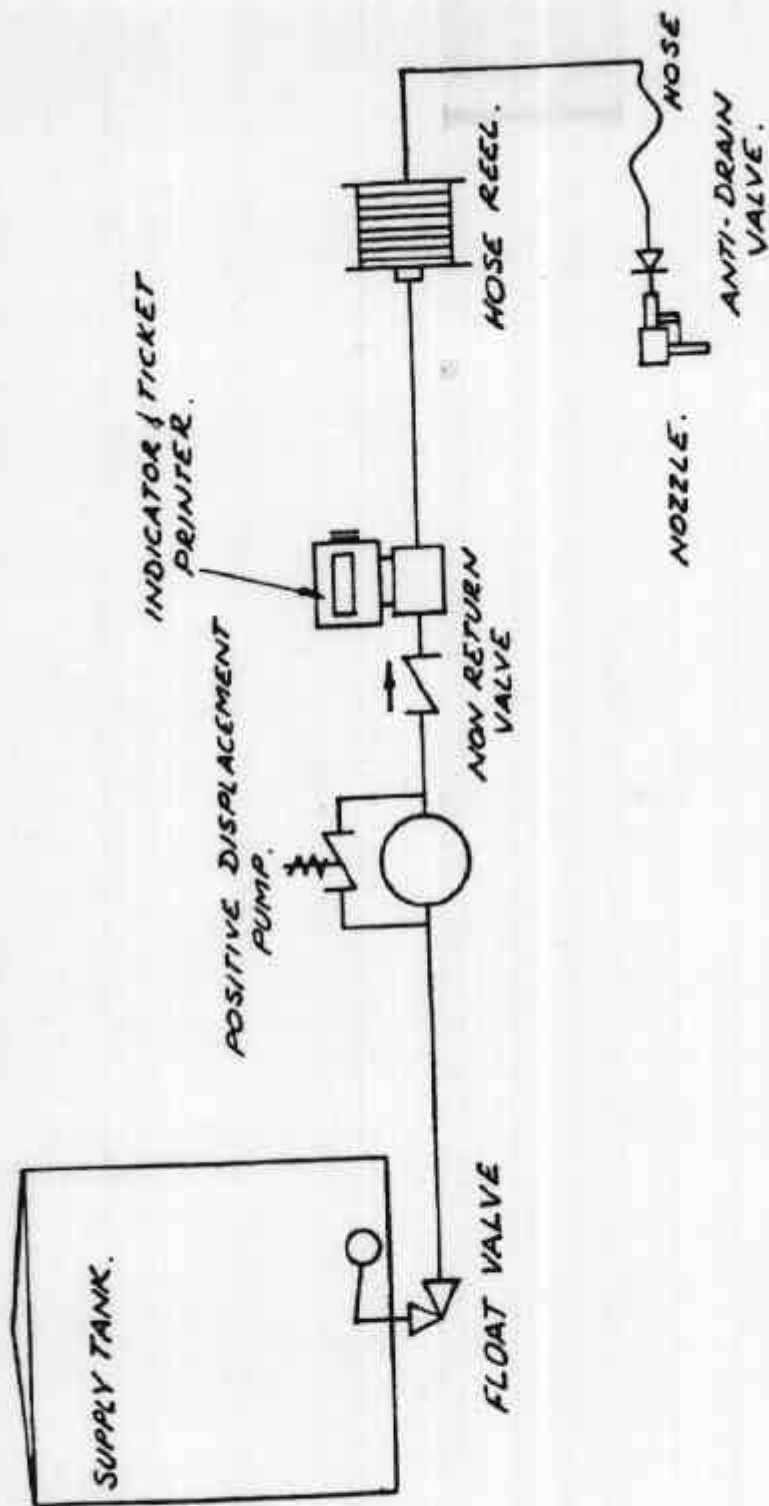 SUPPLY TANK.
FLOAT VALVE
POSITIVE DISPLACEMENT
PUMP.
NON RETURN
VALVE
INDICATOR & TICKET
PRINTER.
HOSE REEL.
HOSE
ANTI-DRAIN
VALVE.
NOZZLE.